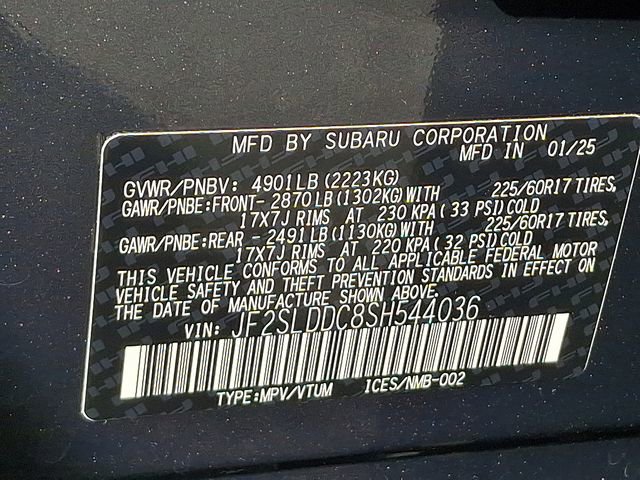 MFD BY SUBARU CORPORATION
MFD IN 01/25
GVWR/PNBV: 4901LB(2223KG)
GAWR/PNBE:FRONT- 2870LB(1302KG)WITH 225/60R17 TIRES,
17X7J RIMS AT 230 KPA(33 PSI)COLD
GAWR/PNBE:REAR - 2491LB(1130KG)WITH 225/60R17 TIRES,
17X7J RIMS AT 220 KPA(32 PSI)COLD
THIS VEHICLE CONFORMS TO ALL APPLICABLE FEDERAL MOTOR
VEHICLE SAFETY AND THEFT PREVENTION STANDARDS IN EFFECT ON
THE DATE OF MANUFACTURE SHOWN ABOVE.
VIN: JF2SLDDC8SH544036
TYPE:MPV/VTUM ICES/NMB-002